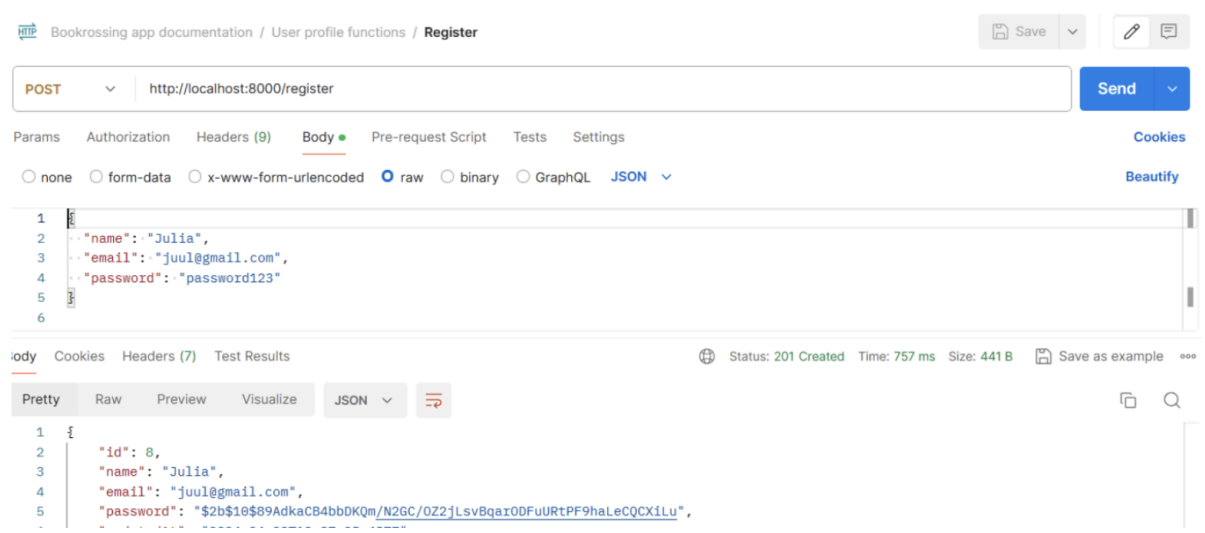 HTTP Bookrossing app documentation / User profile functions / Register Save
POST http://localhost:8000/register Send
Params Authorization Headers (9) Body Pre-request Script Tests Settings Cookies
none form-data x-www-form-urlencoded raw binary GraphQL JSON Beautify
1 {
2 "name": "Julia",
3 "email": "juul@gmail.com",
4 "password": "password123"
5 }
6
ody Cookies Headers (7) Test Results Status: 201 Created Time: 757 ms Size: 441 B Save as example
Pretty Raw Preview Visualize JSON
1 {
2 "id": 8,
3 "name": "Julia",
4 "email": "juul@gmail.com",
5 "password": "$2b$10$89AdkaCB4bbDKQm/N2GC/OZ2jLsvBqarODFuURtPF9haLeCQCXiLu",